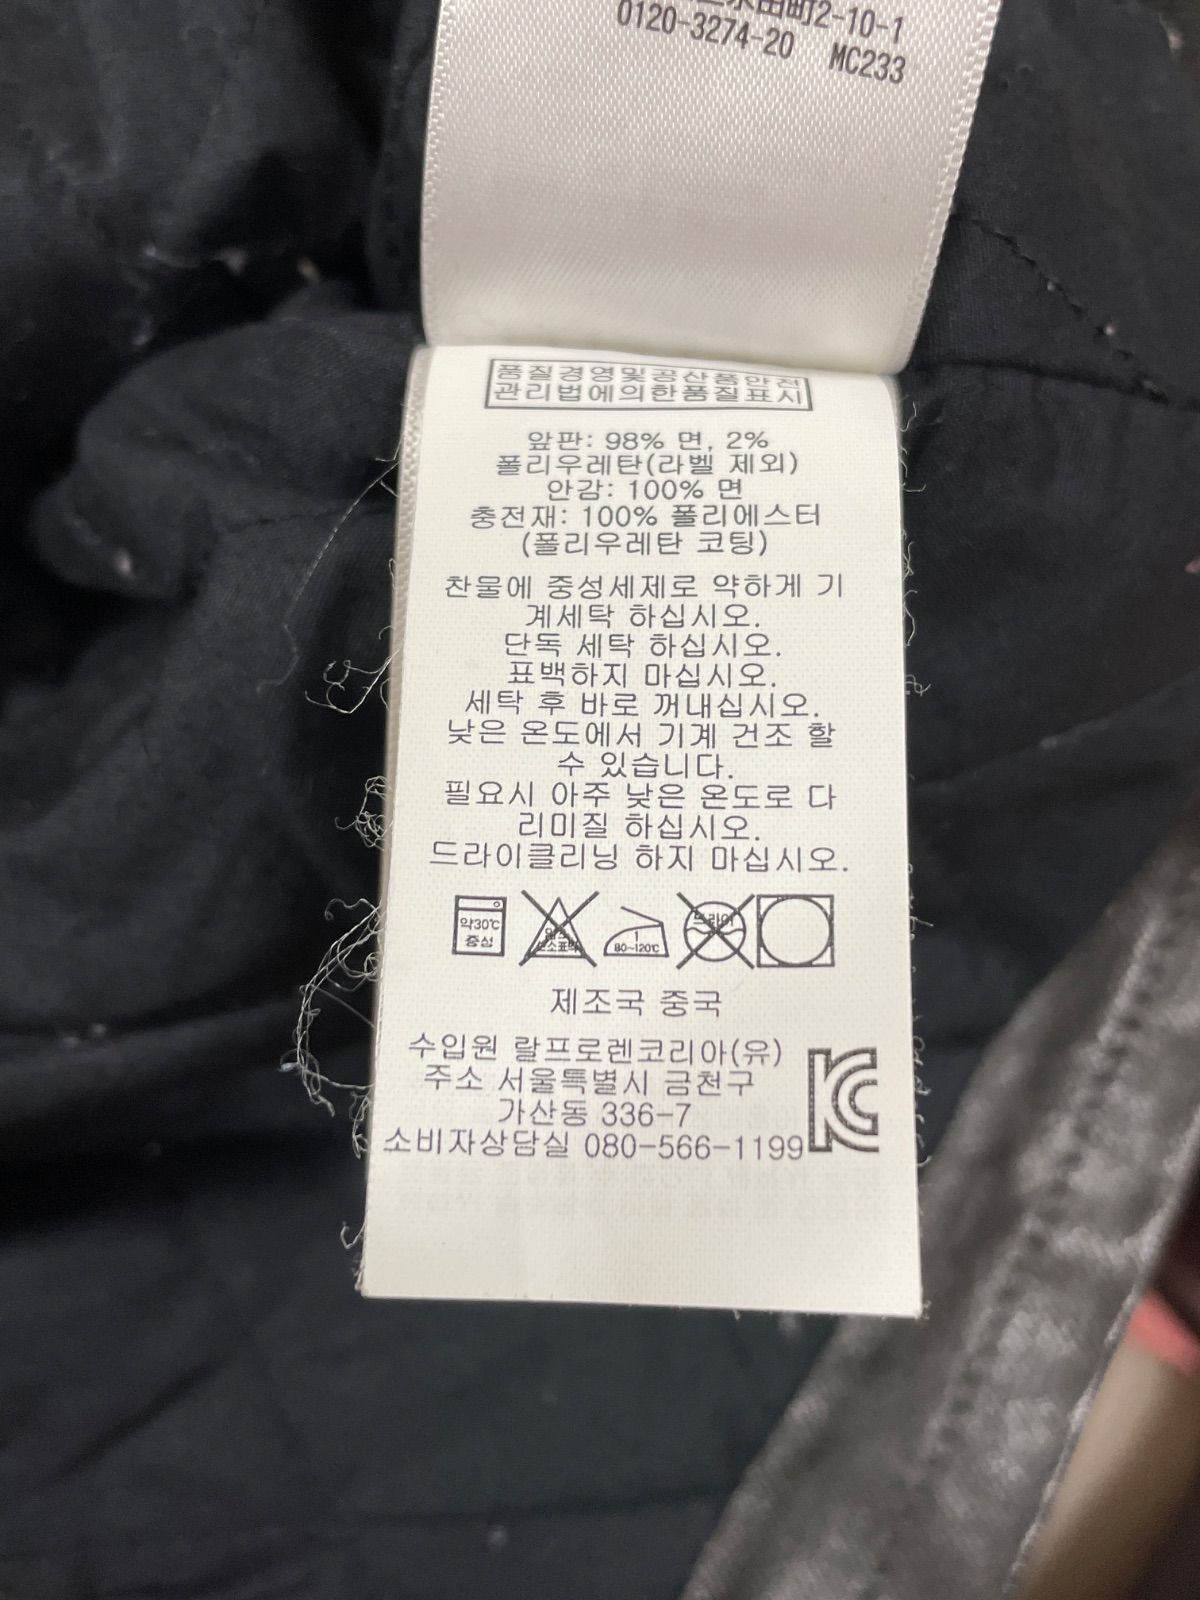 永田町2-10-1
0120-3274-20 MC233
품질경영및공산품안전
관리법에의한품질표시
앞판: 98% 면, 2%
폴리우레탄(라벨 제외)
안감: 100% 면
충전재: 100% 폴리에스터
(폴리우레탄 코팅)
찬물에 중성세제로 약하게 기
계세탁 하십시오.
단독 세탁 하십시오.
표백하지 마십시오.
세탁 후 바로 꺼내십시오.
낮은 온도에서 기계 건조 할
수 있습니다.
필요시 아주 낮은 온도로 다
리미질 하십시오.
드라이클리닝 하지 마십시오.
약30℃
중성
1
80~120℃
드라이
제조국 중국
수입원 랄프로렌코리아(유)
주소 서울특별시 금천구
가산동 336-7
소비자상담실 080-566-1199
KC